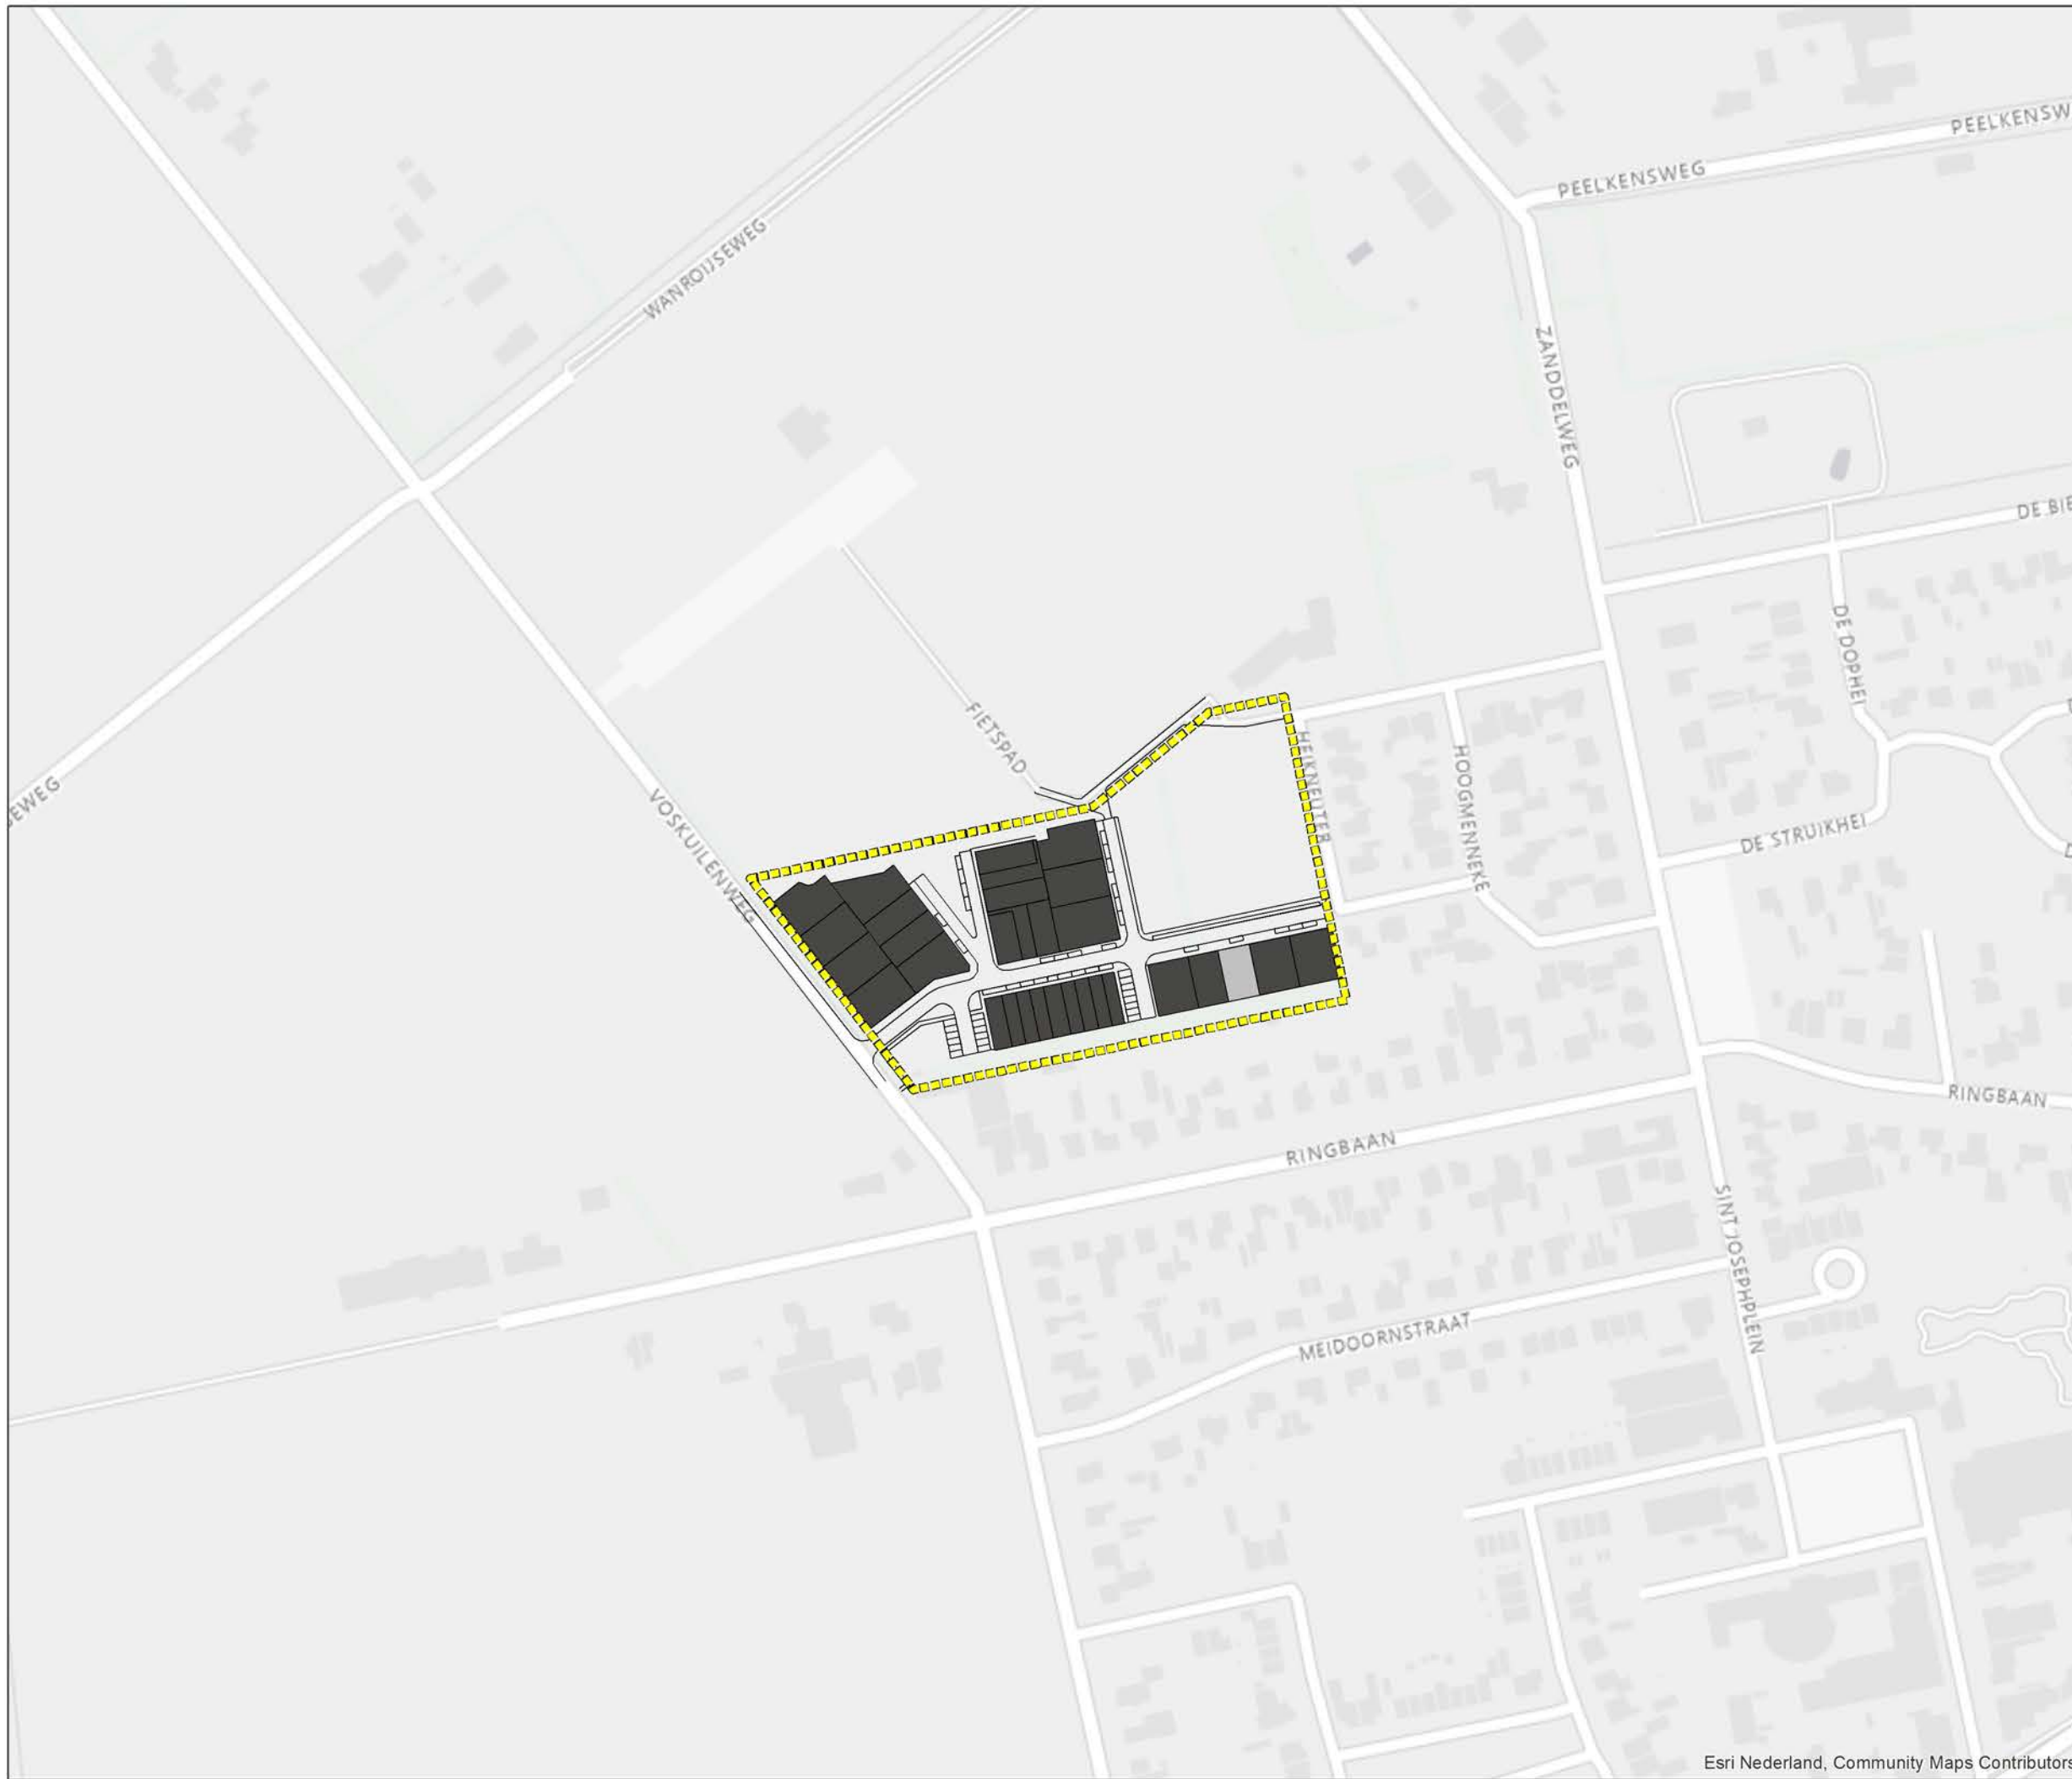 PEELKENSW
PEELKENSWEG
WANROIJSEWEG
ZANDDELWEG
DE BIE
DE DOPHEI
FIETSPAD
HEIKNEUTER
HOOGMENNEKE
EWEG
VOSKUILENWEG
DE STRUIKHEI
RINGBAAN
RINGBAAN
SINT JOSEPHPLEIN
MEIDOORNSTRAAT
Esri Nederland, Community Maps Contributors